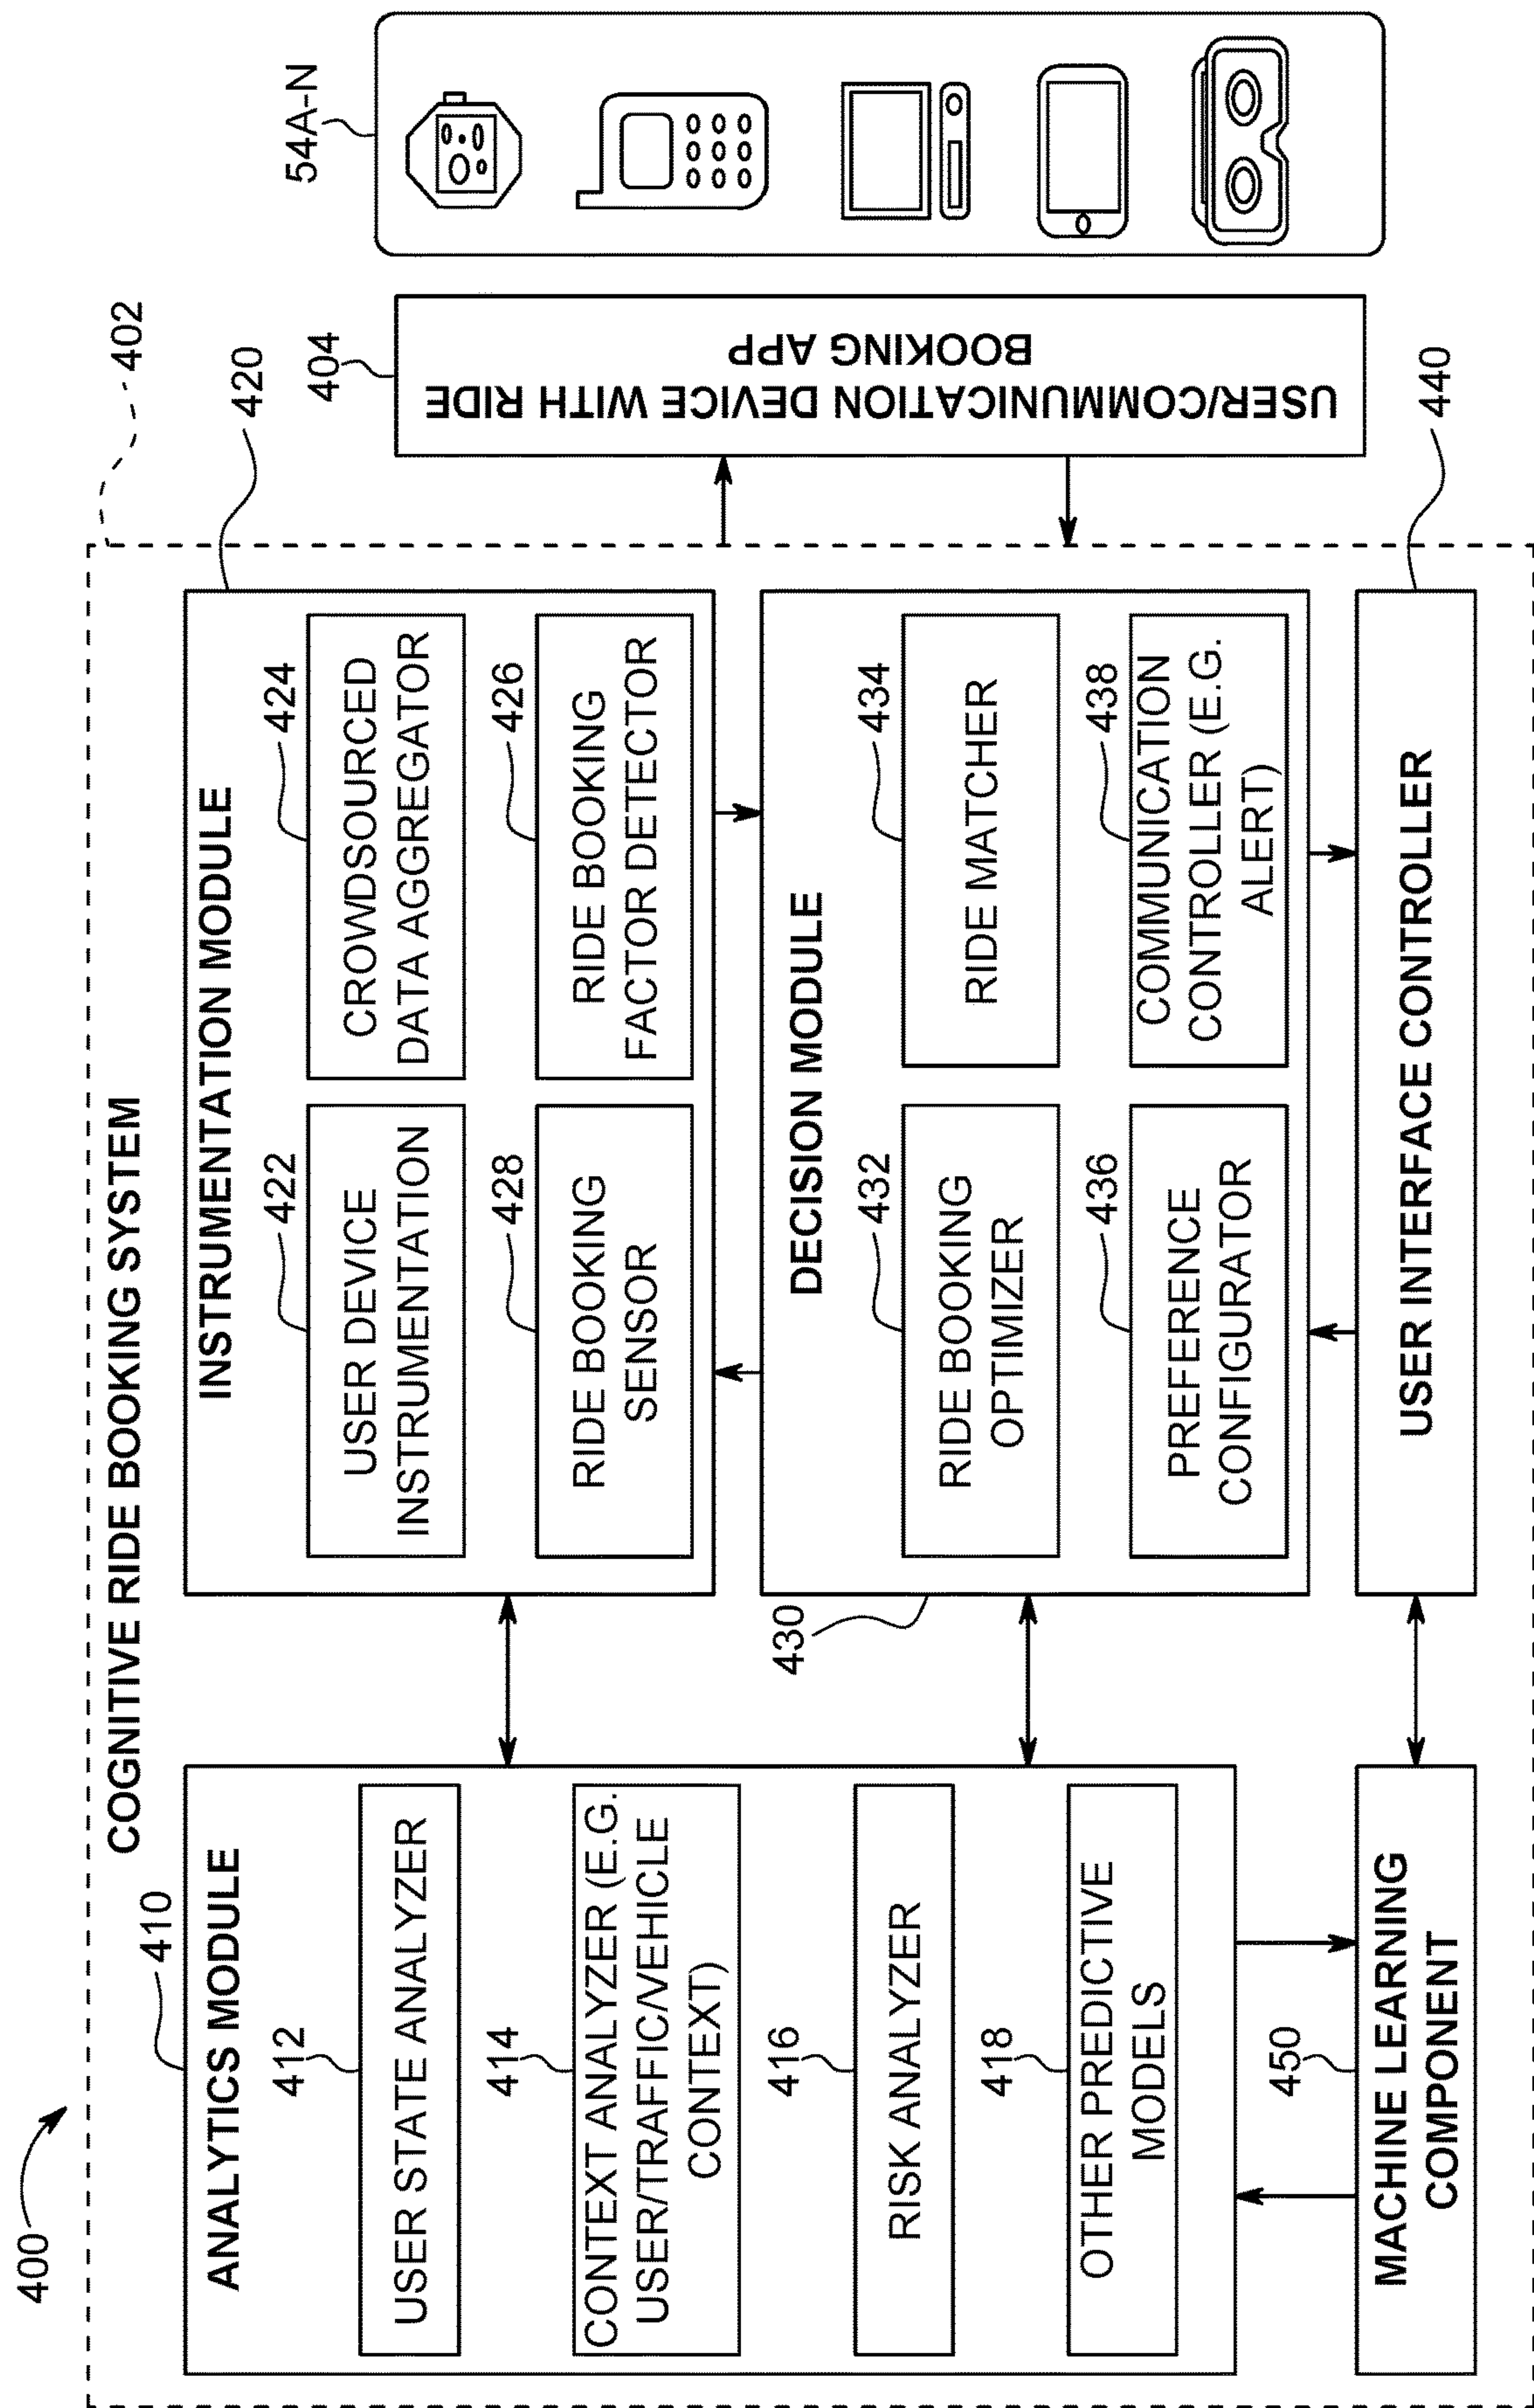 400
402
COGNITIVE RIDE BOOKING SYSTEM
410
ANALYTICS MODULE
412
USER STATE ANALYZER
414
CONTEXT ANALYZER (E.G.
USER/TRAFFIC/VEHICLE
CONTEXT)
416
RISK ANALYZER
418
OTHER PREDICTIVE
MODELS
450
MACHINE LEARNING
COMPONENT
420
INSTRUMENTATION MODULE
422
USER DEVICE
INSTRUMENTATION
424
CROWDSOURCED
DATA AGGREGATOR
428
RIDE BOOKING
SENSOR
426
RIDE BOOKING
FACTOR DETECTOR
430
DECISION MODULE
432
RIDE BOOKING
OPTIMIZER
434
RIDE MATCHER
436
PREFERENCE
CONFIGURATOR
438
COMMUNICATION
CONTROLLER (E.G.
ALERT)
440
USER INTERFACE CONTROLLER
404
USER/COMMUNICATION DEVICE WITH RIDE
BOOKING APP
54A-N